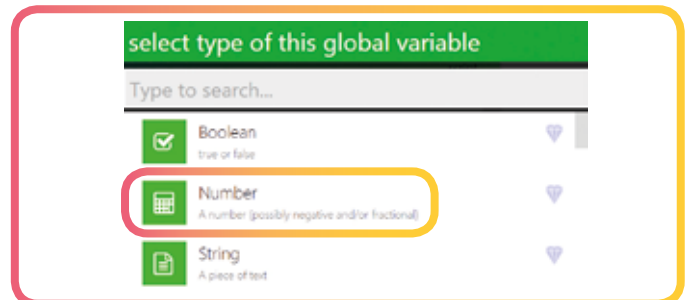 select type of this global variable
Type to search...
Boolean
true or false
Number
A number (possibly negative and/or fractional)
String
A piece of text